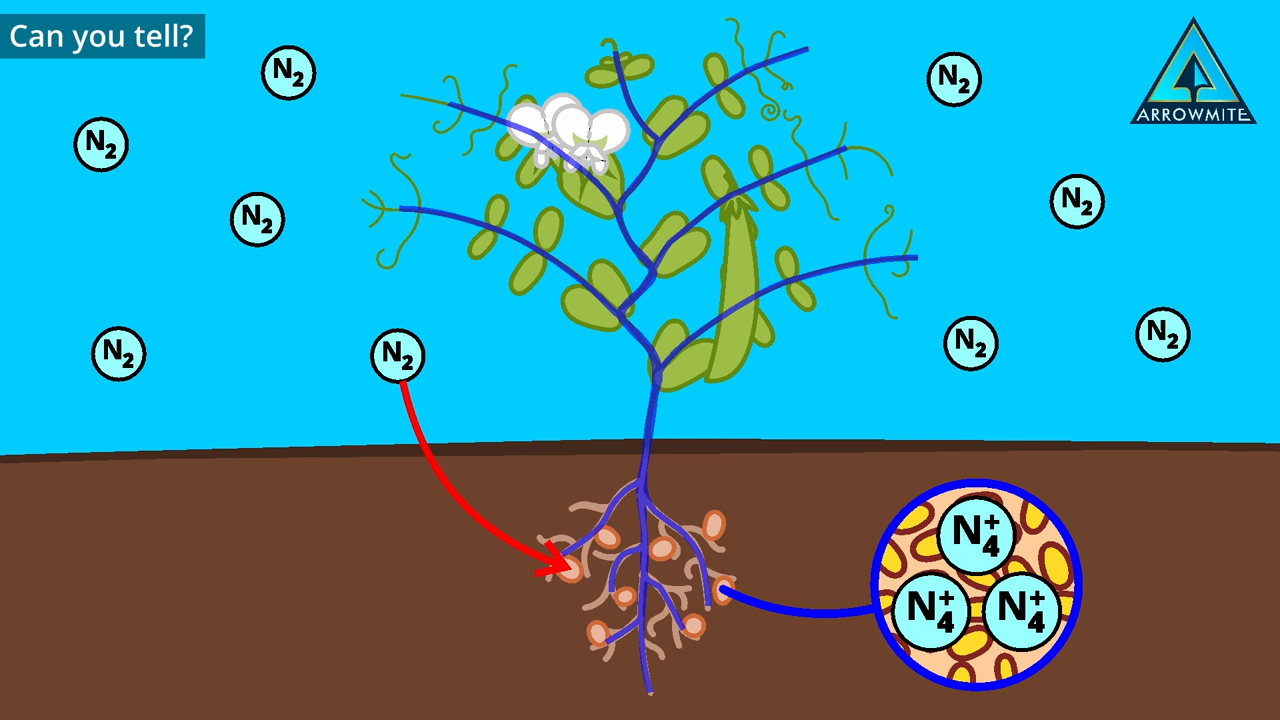 Can you tell?
N₂
N₂
ARROWMITE
N₂
N₂
N₂
N₂
N₂
N₂
N₂
N₄⁺
N₄⁺
N₄⁺